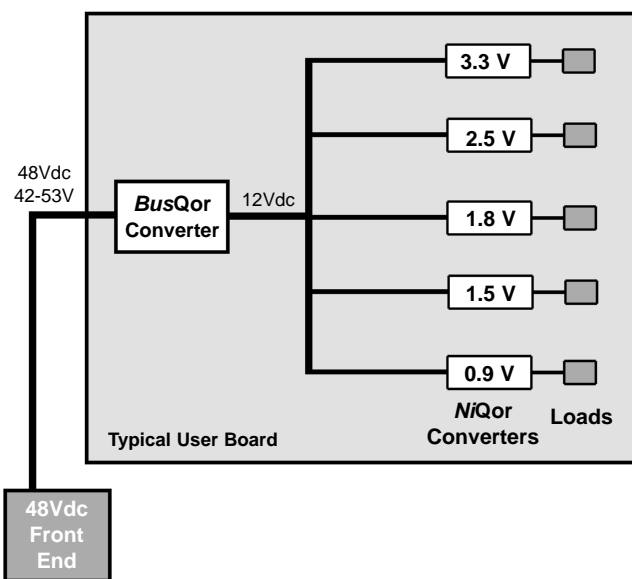 3.3 V
2.5 V
48Vdc
42-53V
BusQor
Converter
12Vdc
1.8 V
1.5 V
0.9 V
NiQor
Converters
Loads
Typical User Board
48Vdc
Front
End